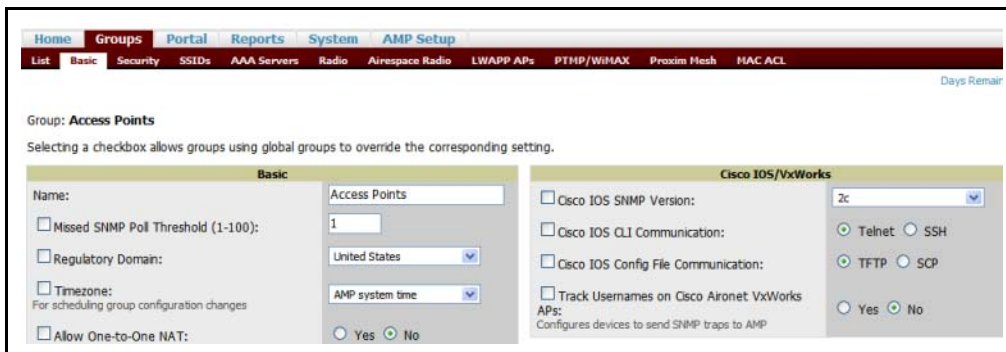 Home Groups Portal Reports System AMP Setup
List Basic Security SSIDs AAA Servers Radio Airespace Radio LWAPP APs PTMP/WiMAX Proxim Mesh MAC ACL
Days Remain
Group: Access Points
Selecting a checkbox allows groups using global groups to override the corresponding setting.
Basic
Name: Access Points
Missed SNMP Poll Threshold (1-100): 1
Regulatory Domain: United States
Timezone: AMP system time
For scheduling group configuration changes
Allow One-to-One NAT: Yes No
Cisco IOS/VxWorks
Cisco IOS SNMP Version: 2c
Cisco IOS CLI Communication: Telnet SSH
Cisco IOS Config File Communication: TFTP SCP
Track Usernames on Cisco Aironet VxWorks
APs: Yes No
Configures devices to send SNMP traps to AMP